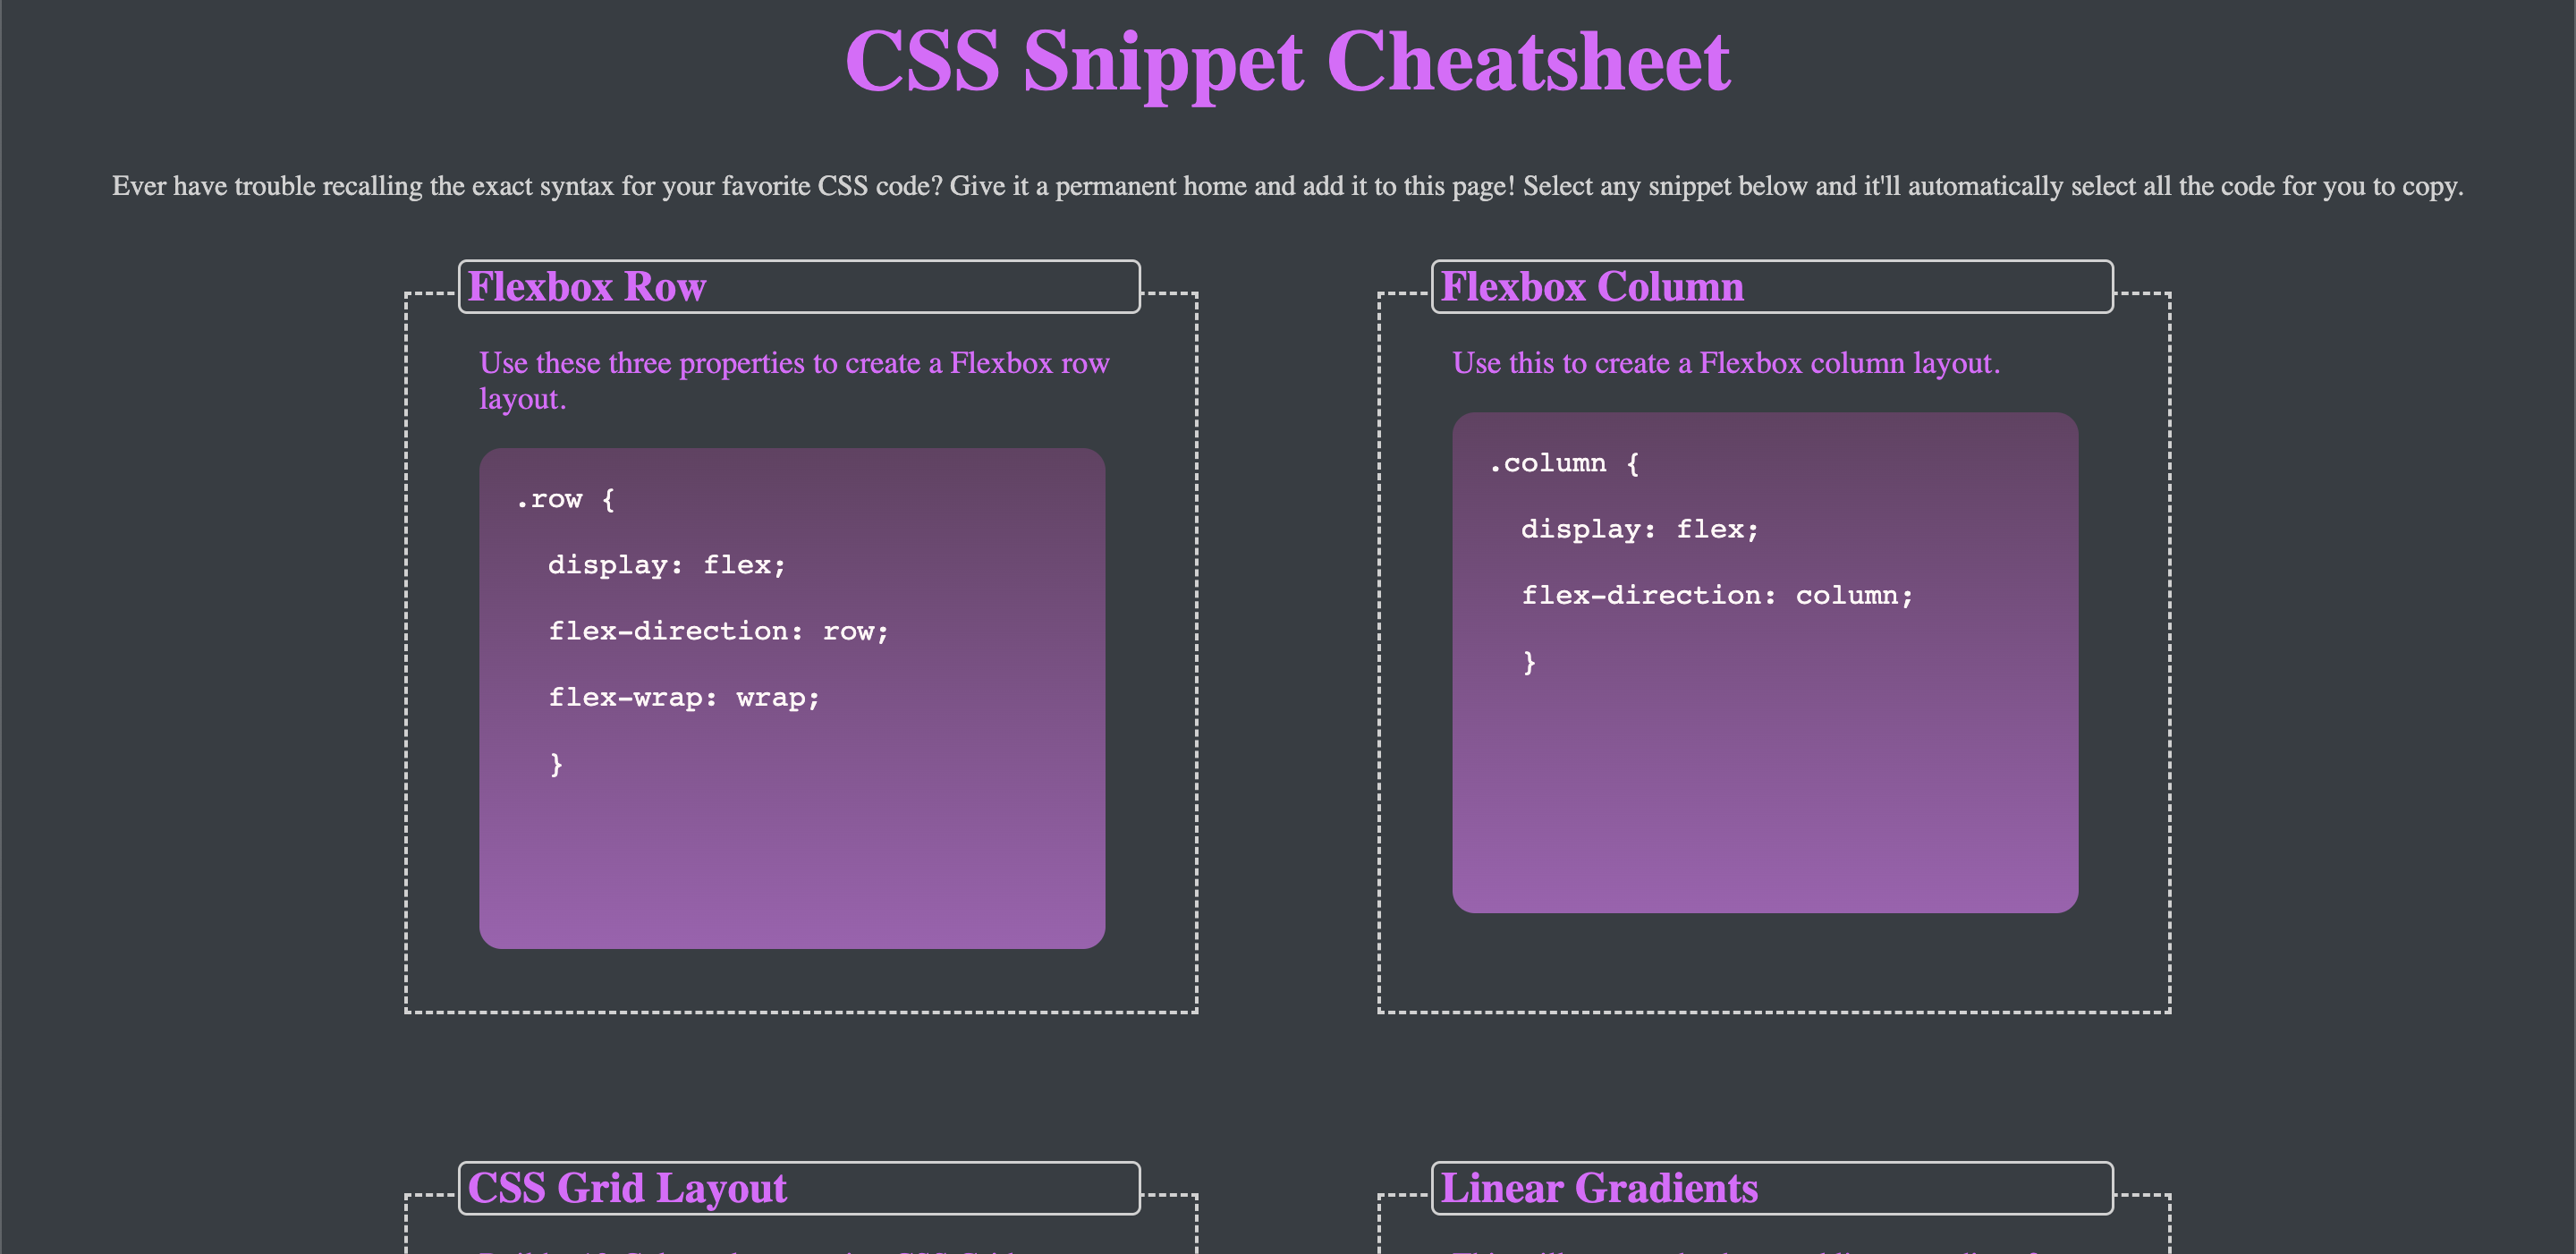 CSS Snippet Cheatsheet
Ever have trouble recalling the exact syntax for your favorite CSS code? Give it a permanent home and add it to this page! Select any snippet below and it'll automatically select all the code for you to copy.
Flexbox Row
Use these three properties to create a Flexbox row
layout.
.row {
display: flex;
flex-direction: row;
flex-wrap: wrap;
}
Flexbox Column
Use this to create a Flexbox column layout.
.column {
display: flex;
flex-direction: column;
}
CSS Grid Layout
Linear Gradients